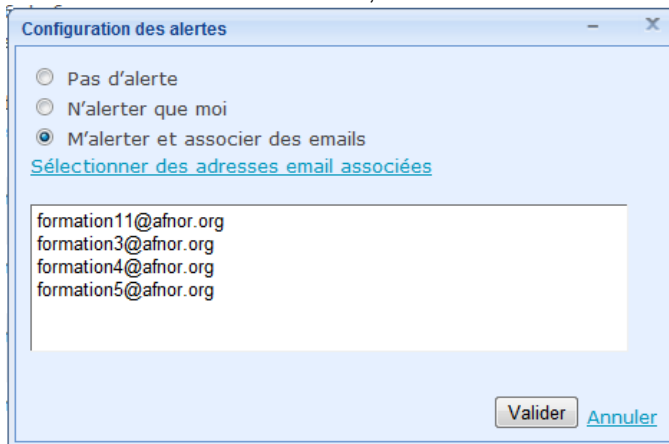 Configuration des alertes
Pas d'alerte
N'alerter que moi
M'alerter et associer des emails
Sélectionner des adresses email associées
formation11@afnor.org
formation3@afnor.org
formation4@afnor.org
formation5@afnor.org
Valider Annuler